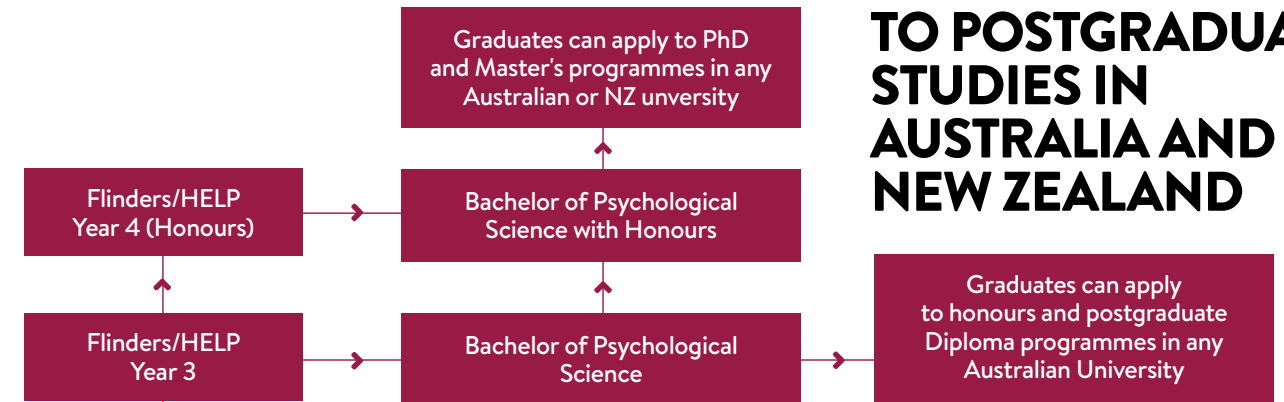 Graduates can apply to PhD
and Master's programmes in any
Australian or NZ unversity
TO POSTGRADUA
STUDIES IN
AUSTRALIA AND
NEW ZEALAND
Flinders/HELP
Year 4 (Honours)
Bachelor of Psychological
Science with Honours
Graduates can apply
to honours and postgraduate
Diploma programmes in any
Australian University
Flinders/HELP
Year 3
Bachelor of Psychological
Science